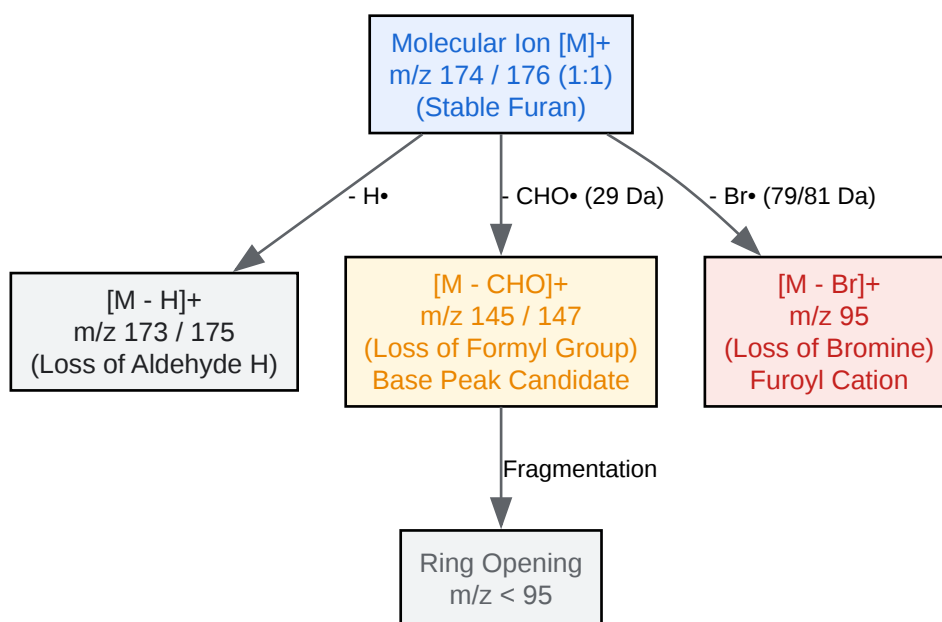 Molecular Ion [M]+
m/z 174 / 176 (1:1)
(Stable Furan)
- H•
- CHO• (29 Da)
- Br• (79/81 Da)
[M - H]+
m/z 173 / 175
(Loss of Aldehyde H)
[M - CHO]+
m/z 145 / 147
(Loss of Formyl Group)
Base Peak Candidate
[M - Br]+
m/z 95
(Loss of Bromine)
Furoyl Cation
Fragmentation
Ring Opening
m/z < 95